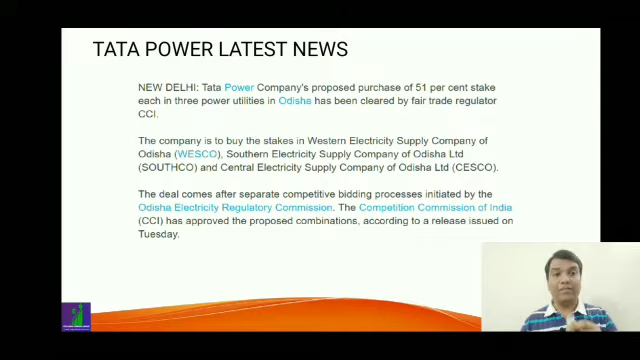 TATA POWER LATEST NEWS
NEW DELHI: Tata Power Company's proposed purchase of 51 per cent stake
each in three power utilities in Odisha has been cleared by fair trade regulator
CCI.
The company is to buy the stakes in Western Electricity Supply Company of
Odisha (WESCO), Southern Electricity Supply Company of Odisha Ltd
(SOUTHCO) and Central Electricity Supply Company of Odisha Ltd (CESCO).
The deal comes after separate competitive bidding processes initiated by the
Odisha Electricity Regulatory Commission. The Competition Commission of India
(CCI) has approved the proposed combinations, according to a release issued on
Tuesday.